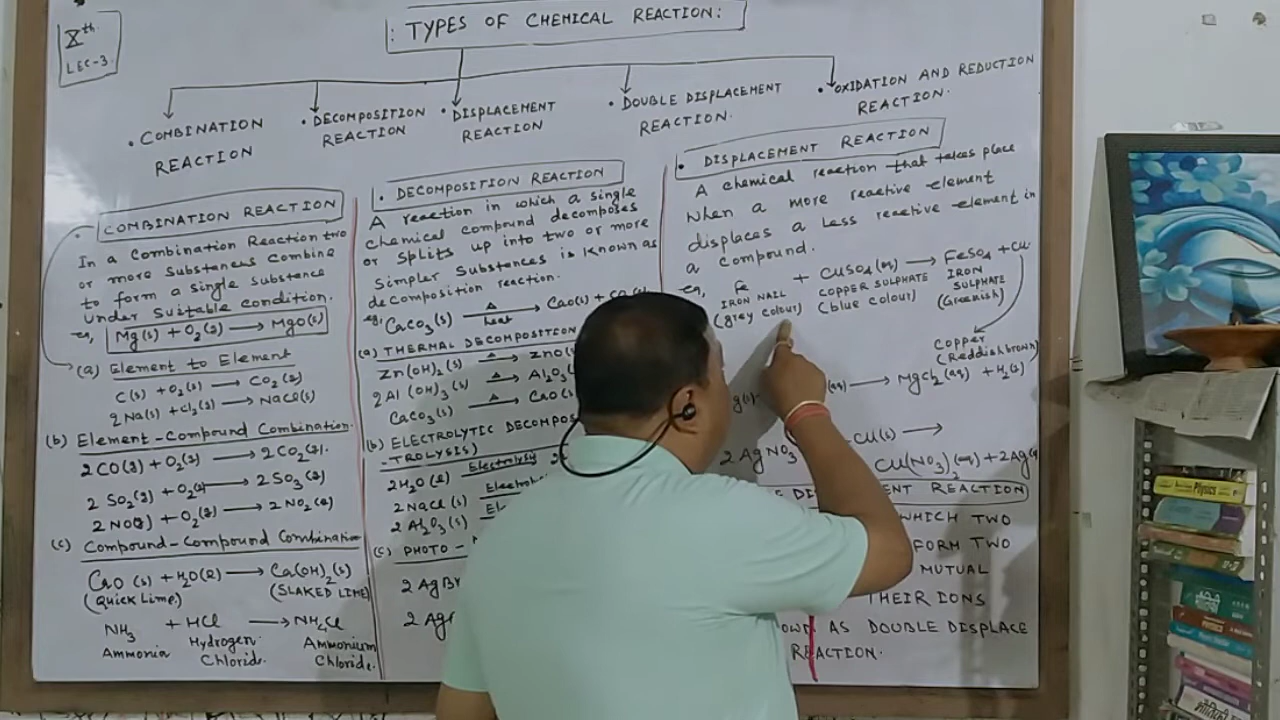 Xth
LEC-3
: TYPES OF CHEMICAL REACTION:
• COMBINATION
REACTION
• DECOMPOSITION
REACTION
• DISPLACEMENT
REACTION
• DOUBLE DISPLACEMENT
REACTION.
• OXIDATION AND REDUCTION
REACTION.
COMBINATION REACTION
In a Combination Reaction two
or more Substances Combine
to form a Single Substance
under Suitable condition.
eg, Mg(s) + O₂(g) → MgO(s)
(a) Element to Element
C(s) + O₂(g) → CO₂(g)
2Na(s) + Cl₂(g) → NaCl(s)
(b) Element-Compound Combination.
2CO(g) + O₂(g) → 2CO₂(g).
2SO₂(g) + O₂(g) → 2SO₃(g)
2NO(g) + O₂(g) → 2NO₂(g)
(c) Compound-Compound Combination
CaO(s) + H₂O(l) → Ca(OH)₂(s)
(Quick Lime) (SLAKED LIME)
NH₃ + HCl → NH₄Cl
Ammonia Hydrogen Ammonium
Chloride. Chloride.
• DECOMPOSITION REACTION
A reaction in which a single
chemical compound decomposes
or splits up into two or more
simpler Substances is known as
decomposition reaction.
eg, CaCO₃(s) →Δ heat CaO(s) +
(a) THERMAL DECOMPOSITION
Zn(OH)₂(s) →Δ ZnO(
2Al(OH)₃(s) →Δ Al₂O₃(
CaCO₃(s) →Δ CaO(s)
(b) ELECTROLYTIC DECOMPOS
-TROLYSIS)
2H₂O(l) Electrolysis
2NaCl(s) Electrol
2Al₂O₃(s) El
(c) PHOTO -
2AgBr
2Ag
• DISPLACEMENT REACTION
A chemical reaction that takes place
when a more reactive element
displaces a less reactive element in
a compound.
eg, Fe + CuSO₄(aq) → FeSO₄ + Cu
IRON NAIL COPPER SULPHATE IRON SULPHATE
(grey colour) (blue colour) (Greenish)
Copper
(Reddish brown)
g(s) (aq) → MgCl₂(aq) + H₂(g)
2AgNO₃ Cu(s) →
Cu(NO₃)₂(aq) + 2Ag(
E DI ENT REACTION
WHICH TWO
FORM TWO
MUTUAL
THEIR IONS
OWN AS DOUBLE DISPLACE
REACTION.
Physics